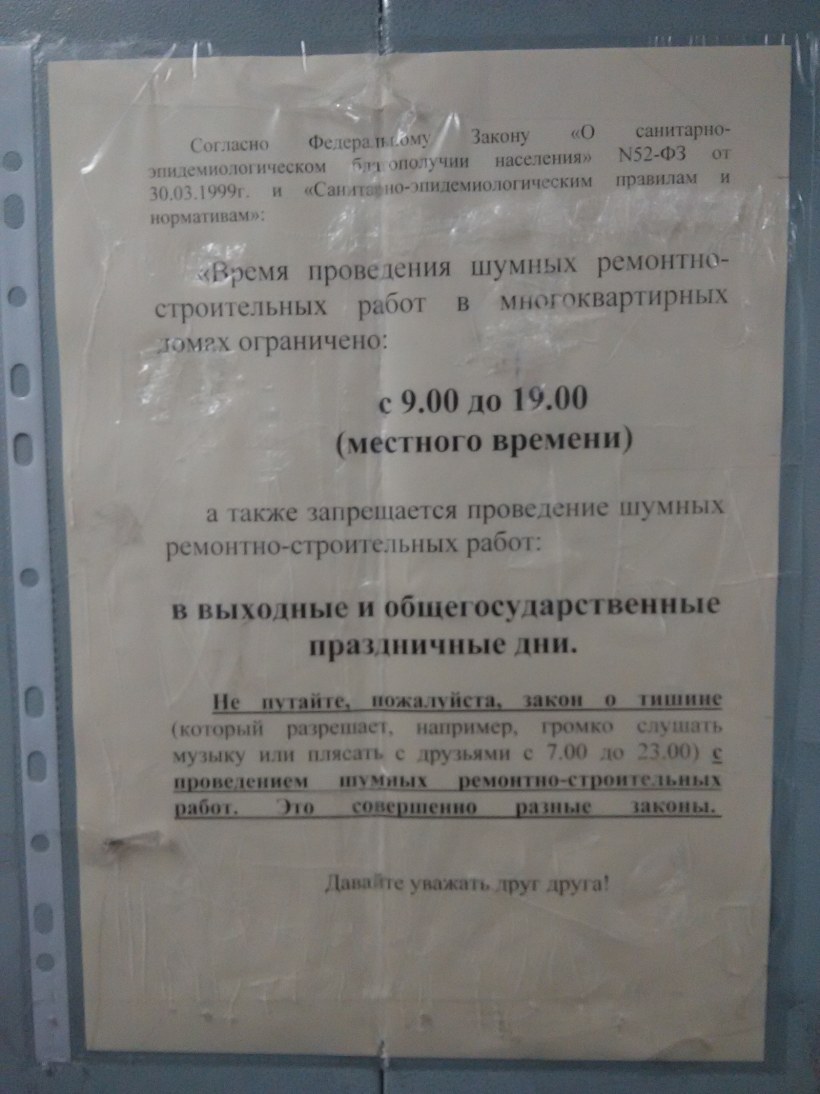 Согласно Федеральному Закону «О санитарно-
эпидемиологическом благополучии населения» N52-ФЗ от
30.03.1999г. и «Санитарно-эпидемиологическим правилам и
нормативам»:
«Время проведения шумных ремонтно-
строительных работ в многоквартирных
домах ограничено:
с 9.00 до 19.00
(местного времени)
а также запрещается проведение шумных
ремонтно-строительных работ:
в выходные и общегосударственные
праздничные дни.
Не путайте, пожалуйста, закон о тишине
(который разрешает, например, громко слушать
музыку или плясать с друзьями с 7.00 до 23.00) с
проведением шумных ремонтно-строительных
работ. Это совершенно разные законы.
Давайте уважать друг друга!